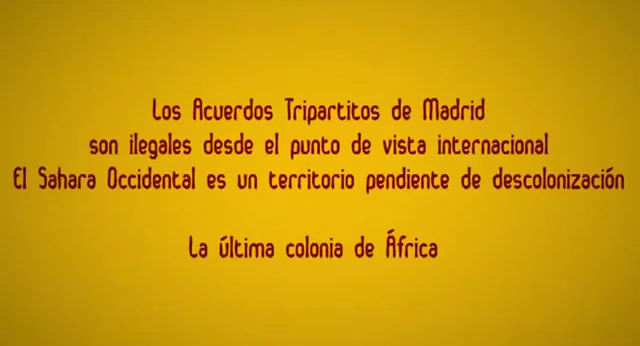 Los Acuerdos Tripartitos de Madrid
son ilegales desde el punto de vista internacional
El Sahara Occidental es un territorio pendiente de descolonización
La última colonia de África